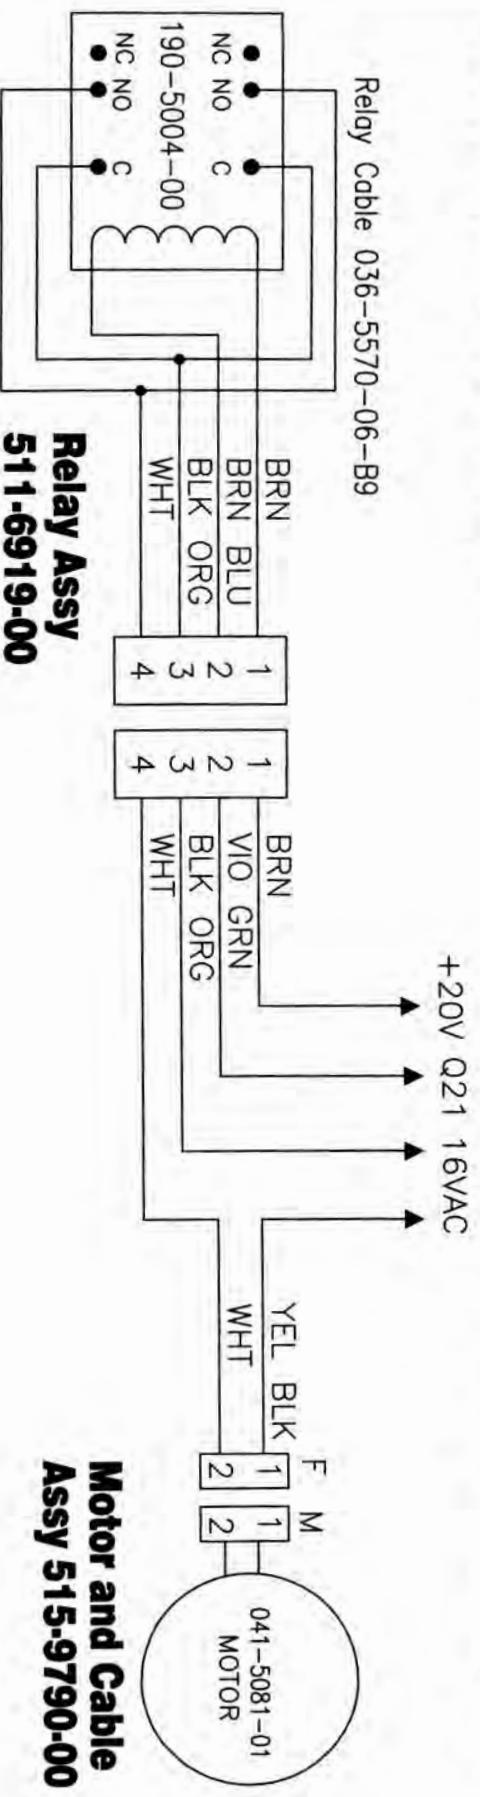 Relay Cable 036-5570-06-B9
NC NO C
190-5004-00
NC NO C
BRN
BRN BLU
BLK ORG
WHT
1
2
3
4
Relay Assy
511-6919-00
1
2
3
4
BRN
VIO GRN
BLK ORG
WHT
+20V Q21 16VAC
YEL BLK
WHT
F
1
2
M
1
2
041-5081-01
MOTOR
Motor and Cable
Assy 515-9790-00